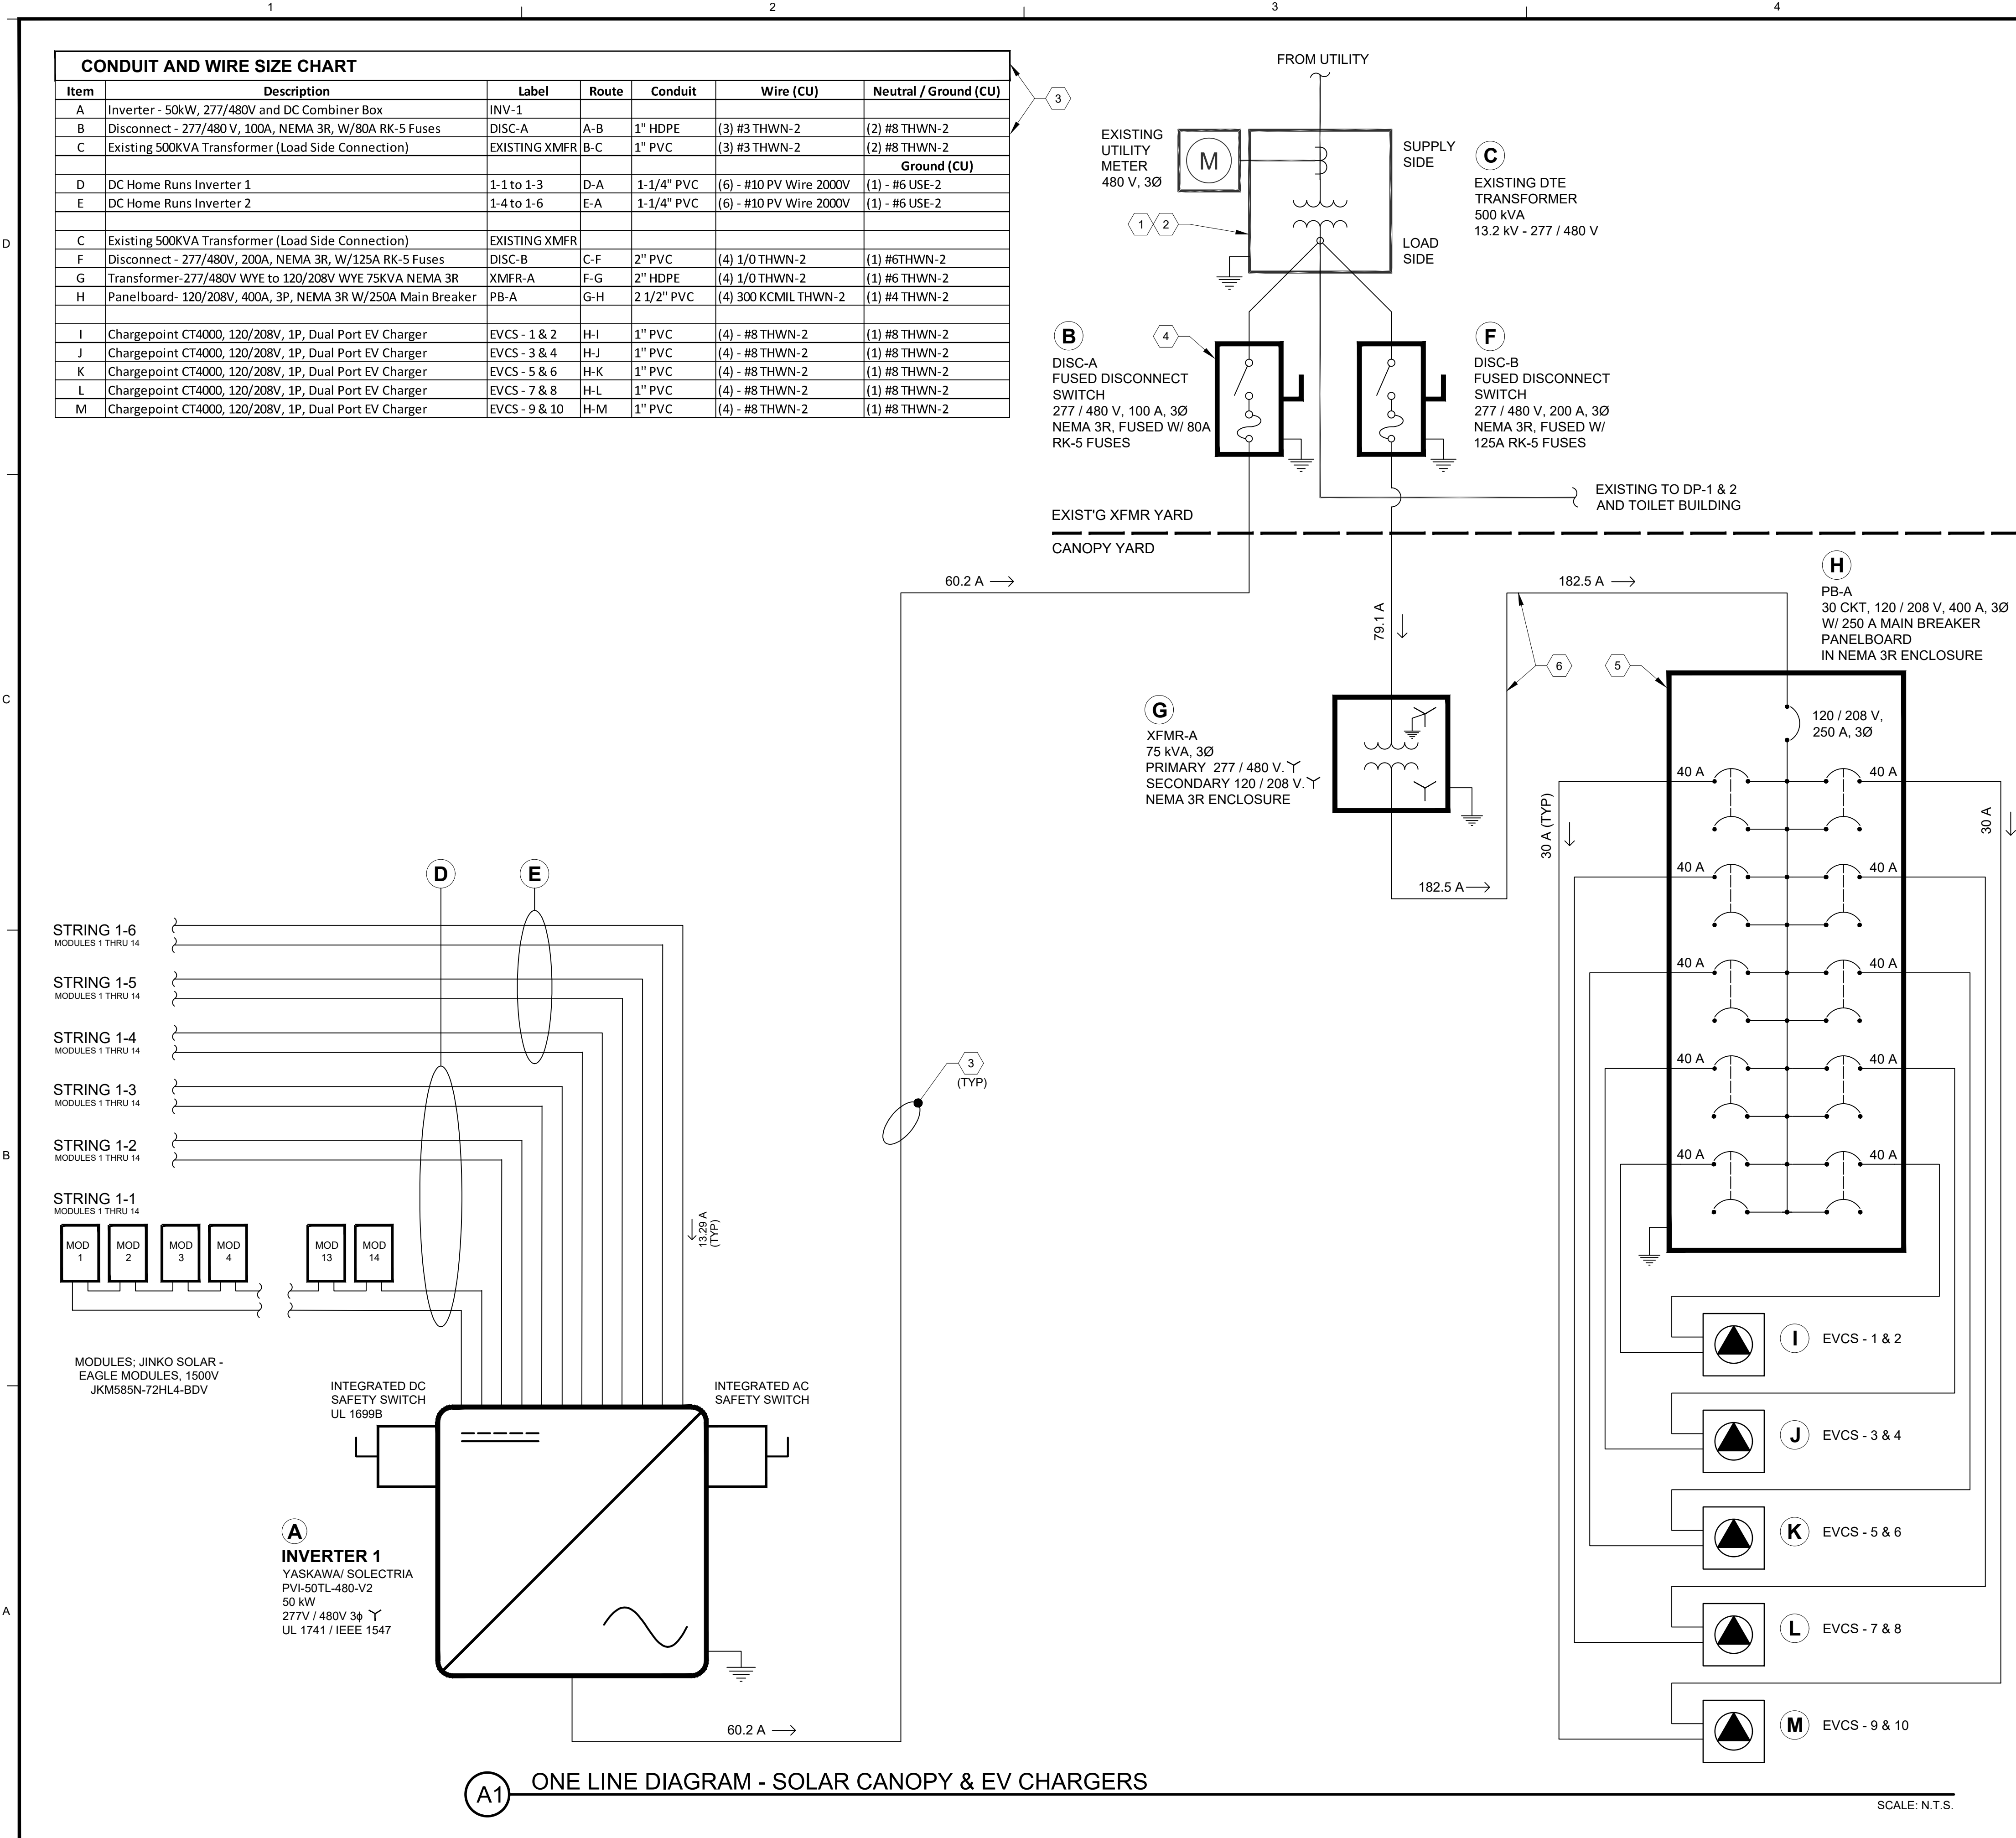 1 2 3 4
CONDUIT AND WIRE SIZE CHART
Item Description Label Route Conduit Wire (CU) Neutral / Ground (CU)
A Inverter - 50kW, 277/480V and DC Combiner Box INV-1
B Disconnect - 277/480 V, 100A, NEMA 3R, W/80A RK-5 Fuses DISC-A A-B 1" HDPE (3) #3 THWN-2 (2) #8 THWN-2
C Existing 500KVA Transformer (Load Side Connection) EXISTING XMFR B-C 1" PVC (3) #3 THWN-2 (2) #8 THWN-2
Ground (CU)
D DC Home Runs Inverter 1 1-1 to 1-3 D-A 1-1/4" PVC (6) - #10 PV Wire 2000V (1) - #6 USE-2
E DC Home Runs Inverter 2 1-4 to 1-6 E-A 1-1/4" PVC (6) - #10 PV Wire 2000V (1) - #6 USE-2
C Existing 500KVA Transformer (Load Side Connection) EXISTING XMFR
F Disconnect - 277/480V, 200A, NEMA 3R, W/125A RK-5 Fuses DISC-B C-F 2" PVC (4) 1/0 THWN-2 (1) #6THWN-2
G Transformer-277/480V WYE to 120/208V WYE 75KVA NEMA 3R XMFR-A F-G 2" HDPE (4) 1/0 THWN-2 (1) #6 THWN-2
H Panelboard- 120/208V, 400A, 3P, NEMA 3R W/250A Main Breaker PB-A G-H 2 1/2" PVC (4) 300 KCMIL THWN-2 (1) #4 THWN-2
I Chargepoint CT4000, 120/208V, 1P, Dual Port EV Charger EVCS - 1 & 2 H-I 1" PVC (4) - #8 THWN-2 (1) #8 THWN-2
J Chargepoint CT4000, 120/208V, 1P, Dual Port EV Charger EVCS - 3 & 4 H-J 1" PVC (4) - #8 THWN-2 (1) #8 THWN-2
K Chargepoint CT4000, 120/208V, 1P, Dual Port EV Charger EVCS - 5 & 6 H-K 1" PVC (4) - #8 THWN-2 (1) #8 THWN-2
L Chargepoint CT4000, 120/208V, 1P, Dual Port EV Charger EVCS - 7 & 8 H-L 1" PVC (4) - #8 THWN-2 (1) #8 THWN-2
M Chargepoint CT4000, 120/208V, 1P, Dual Port EV Charger EVCS - 9 & 10 H-M 1" PVC (4) - #8 THWN-2 (1) #8 THWN-2
3
FROM UTILITY
EXISTING
UTILITY
METER
480 V, 3Ø
M
SUPPLY
SIDE
C
EXISTING DTE
TRANSFORMER
500 kVA
13.2 kV - 277 / 480 V
1 2
LOAD
SIDE
B
DISC-A
FUSED DISCONNECT
SWITCH
277 / 480 V, 100 A, 3Ø
NEMA 3R, FUSED W/ 80A
RK-5 FUSES
4
F
DISC-B
FUSED DISCONNECT
SWITCH
277 / 480 V, 200 A, 3Ø
NEMA 3R, FUSED W/
125A RK-5 FUSES
EXISTING TO DP-1 & 2
AND TOILET BUILDING
EXIST'G XFMR YARD
CANOPY YARD
60.2 A
79.1 A
182.5 A
6
5
H
PB-A
30 CKT, 120 / 208 V, 400 A, 3Ø
W/ 250 A MAIN BREAKER
PANELBOARD
IN NEMA 3R ENCLOSURE
120 / 208 V,
250 A, 3Ø
G
XFMR-A
75 kVA, 3Ø
PRIMARY 277 / 480 V.
SECONDARY 120 / 208 V.
NEMA 3R ENCLOSURE
182.5 A
30 A (TYP)
30 A
40 A 40 A
40 A 40 A
40 A 40 A
40 A 40 A
40 A 40 A
D E
STRING 1-6
MODULES 1 THRU 14
STRING 1-5
MODULES 1 THRU 14
STRING 1-4
MODULES 1 THRU 14
STRING 1-3
MODULES 1 THRU 14
STRING 1-2
MODULES 1 THRU 14
STRING 1-1
MODULES 1 THRU 14
MOD
1
MOD
2
MOD
3
MOD
4
MOD
13
MOD
14
13.29 A
(TYP)
3
(TYP)
MODULES; JINKO SOLAR -
EAGLE MODULES, 1500V
JKM585N-72HL4-BDV
INTEGRATED DC
SAFETY SWITCH
UL 1699B
INTEGRATED AC
SAFETY SWITCH
A
INVERTER 1
YASKAWA/ SOLECTRIA
PVI-50TL-480-V2
50 kW
277V / 480V 3ϕ
UL 1741 / IEEE 1547
60.2 A
I EVCS - 1 & 2
J EVCS - 3 & 4
K EVCS - 5 & 6
L EVCS - 7 & 8
M EVCS - 9 & 10
A1 ONE LINE DIAGRAM - SOLAR CANOPY & EV CHARGERS
SCALE: N.T.S.
D
C
B
A